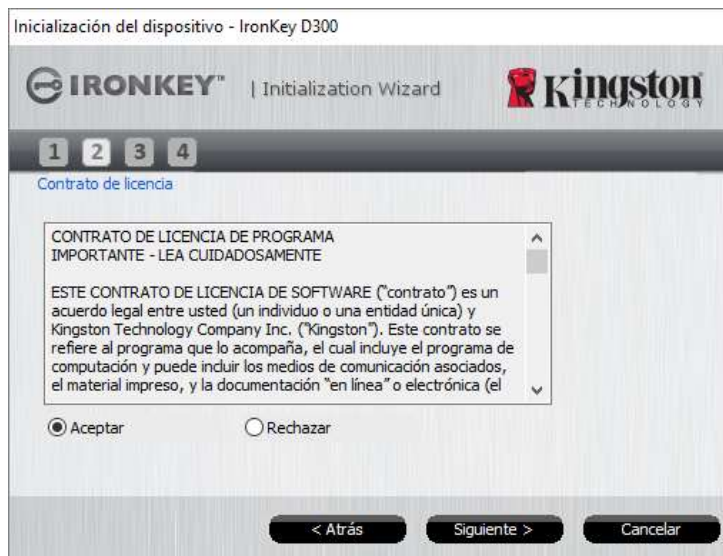 Inicialización del dispositivo - IronKey D300
IRONKEY™ | Initialization Wizard
Kingston
TECHNOLOGY
1 2 3 4
Contrato de licencia
CONTRATO DE LICENCIA DE PROGRAMA
IMPORTANTE - LEA CUIDADOSAMENTE
ESTE CONTRATO DE LICENCIA DE SOFTWARE ("contrato") es un
acuerdo legal entre usted (un individuo o una entidad única) y
Kingston Technology Company Inc. ("Kingston"). Este contrato se
refiere al programa que lo acompaña, el cual incluye el programa de
computación y puede incluir los medios de comunicación asociados,
el material impreso, y la documentación "en línea" o electrónica (el
Aceptar Rechazar
< Atrás Siguiente > Cancelar